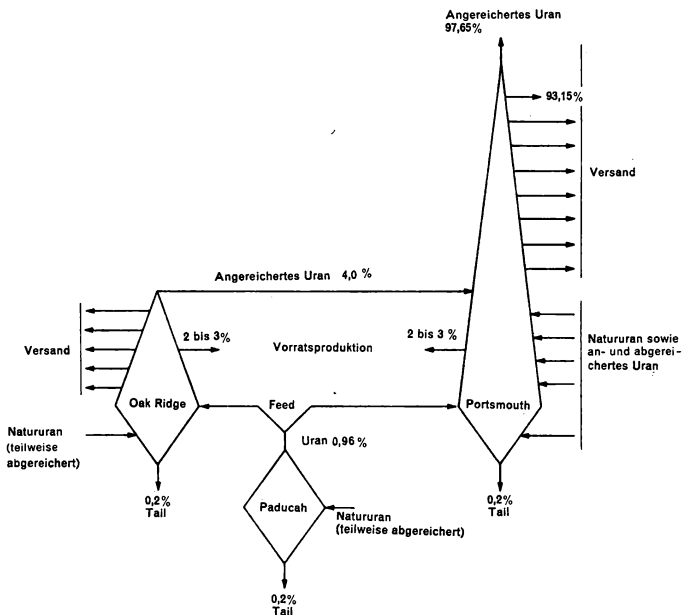 Angereichertes Uran
97,65%
93,15%
Versand
Angereichertes Uran 4,0 %
2 bis 3%
Vorratsproduktion
2 bis 3 %
Versand
Natururan sowie
an- und abgerei-
chertes Uran
Oak Ridge
Feed
Portsmouth
Natururan
(teilweise
abgereichert)
Uran 0,96 %
0,2%
Tail
Paducah
Natururan
(teilweise abgereichert)
0,2%
Tail
0,2%
Tail